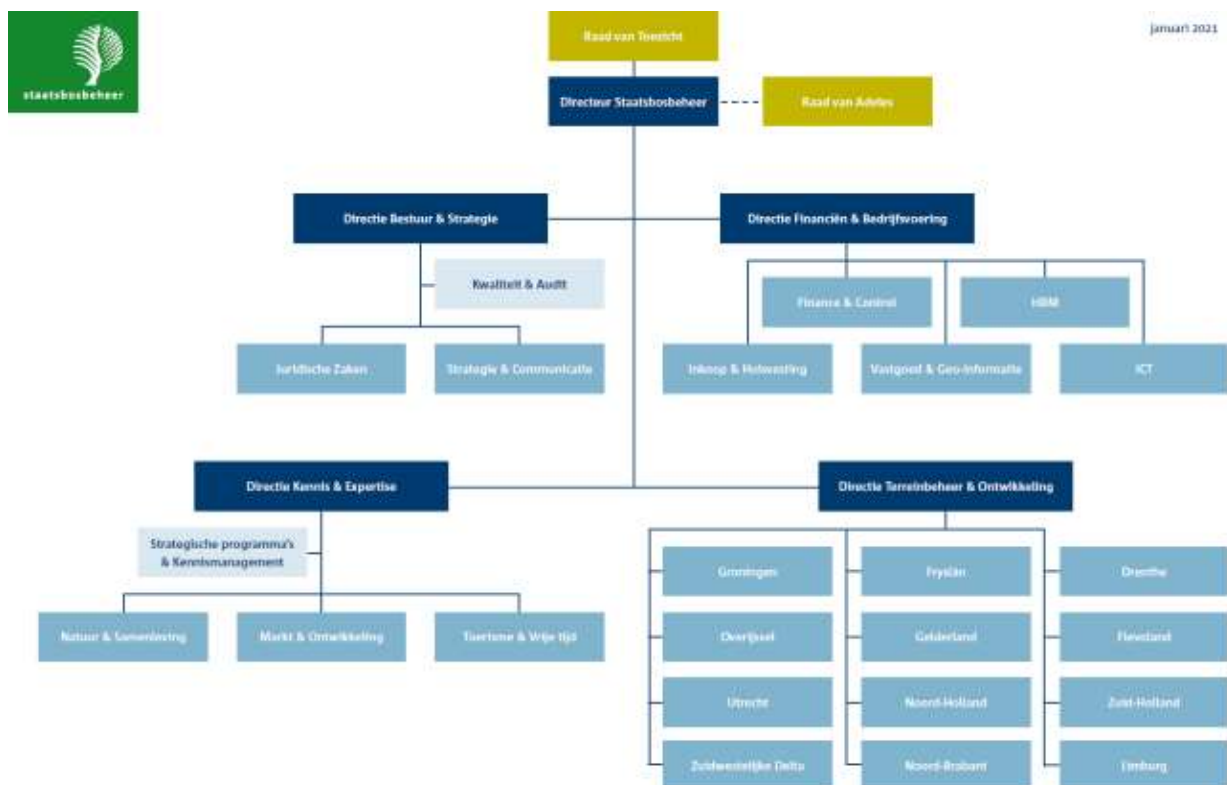 staatsbosbeheer
januari 2021
Raad van Toezicht
Directeur Staatsbosbeheer
Raad van Advies
Directie Bestuur & Strategie
Directie Financiën & Bedrijfsvoering
Kwaliteit & Audit
Finance & Control
HRM
Juridische Zaken
Strategie & Communicatie
Inkoop & Houtoogsting
Vastgoed & Geo-Informatie
ICT
Directie Kennis & Expertise
Directie Terreinbeheer & Ontwikkeling
Strategische programma's
& Kennismanagement
Natuur & Samenleving
Markt & Ontwikkeling
Toerisme & Vrije tijd
Groningen
Fryslân
Drenthe
Overijssel
Gelderland
Flevoland
Utrecht
Noord-Holland
Zuid-Holland
Zuidwestelijke Delta
Noord-Brabant
Limburg